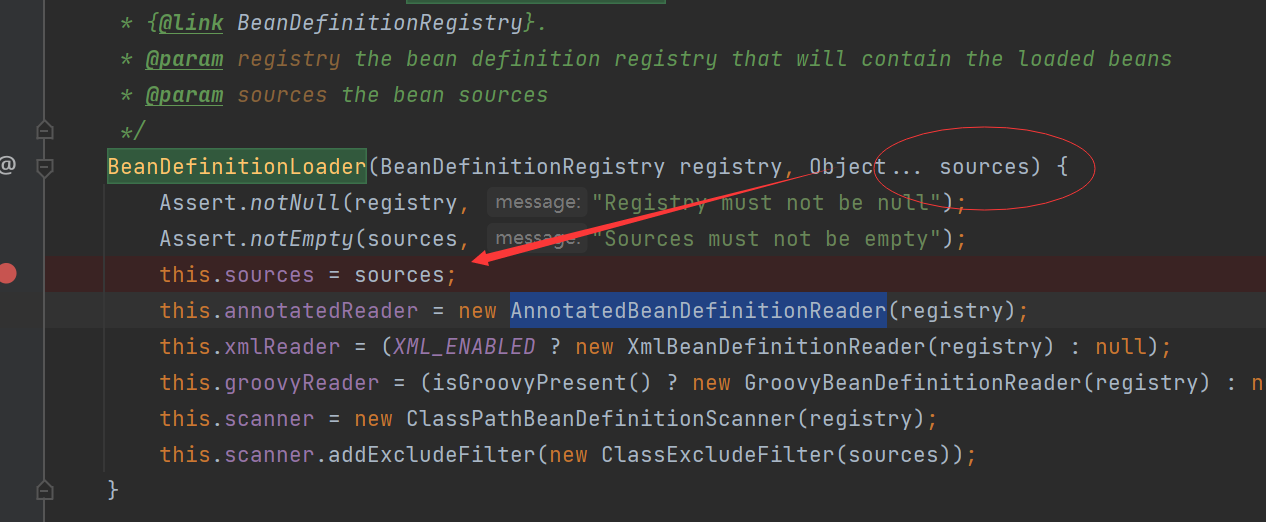 * {@link BeanDefinitionRegistry}.
* @param registry the bean definition registry that will contain the loaded beans
* @param sources the bean sources
*/
@
BeanDefinitionLoader(BeanDefinitionRegistry registry, Object... sources) {
Assert.notNull(registry, message: "Registry must not be null");
Assert.notEmpty(sources, message: "Sources must not be empty");
this.sources = sources;
this.annotatedReader = new AnnotatedBeanDefinitionReader(registry);
this.xmlReader = (XML_ENABLED ? new XmlBeanDefinitionReader(registry) : null);
this.groovyReader = (isGroovyPresent() ? new GroovyBeanDefinitionReader(registry) : n
this.scanner = new ClassPathBeanDefinitionScanner(registry);
this.scanner.addExcludeFilter(new ClassExcludeFilter(sources));
}